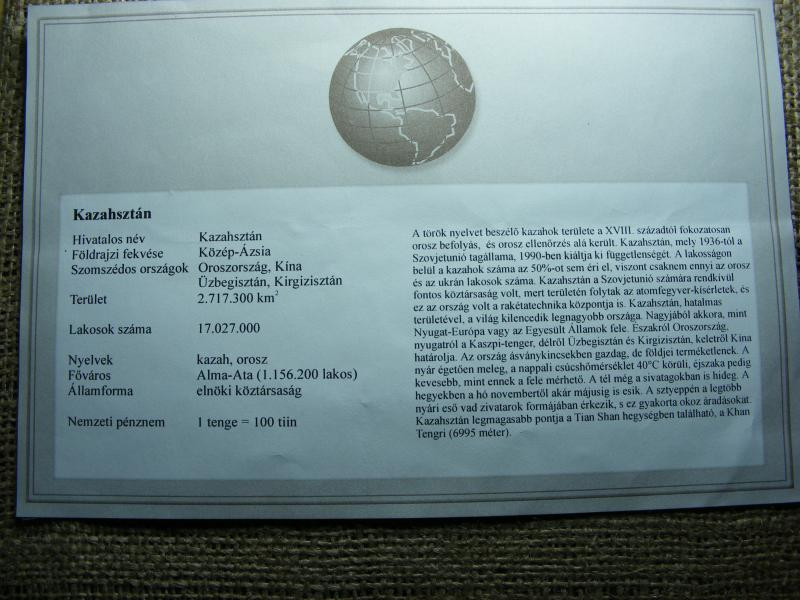 Kazahsztán
Hivatalos név Kazahsztán
Földrajzi fekvése Közép-Ázsia
Szomszédos országok Oroszország, Kína
Üzbegisztán, Kirgizisztán
Terület 2.717.300 km²
Lakosok száma 17.027.000
Nyelvek kazah, orosz
Főváros Alma-Ata (1.156.200 lakos)
Államforma elnöki köztársaság
Nemzeti pénznem 1 tenge = 100 tiin
A török nyelvet beszélő kazahok területe a XVIII. századtól fokozatosan
orosz befolyás, és orosz ellenőrzés alá került. Kazahsztán, mely 1936-tól a
Szovjetunió tagállama, 1990-ben kiáltja ki függetlenségét. A lakosságon
belül a kazahok száma az 50%-ot sem éri el, viszont csaknem ennyi az orosz
és az ukrán lakosok száma. Kazahsztán a Szovjetunió számára rendkívül
fontos köztársaság volt, mert területén folytak az atomfegyver-kísérletek, és
ez az ország volt a rakétatechnika központja is. Kazahsztán, hatalmas
területével, a világ kilencedik legnagyobb országa. Nagyjából akkora, mint
Nyugat-Európa vagy az Egyesült Államok fele. Északról Oroszország,
nyugatról a Kaszpi-tenger, délről Üzbegisztán és Kirgizisztán, keletről Kína
határolja. Az ország ásványkincsekben gazdag, de földjei terméketlenek. A
nyár égetően meleg, a nappali csúcshőmérséklet 40°C körüli, éjszaka pedig
kevesebb, mint ennek a fele mérhető. A tél még a sivatagokban is hideg. A
hegyekben a hó novembertől akár májusig is esik. A sztyeppén a legtöbb
nyári eső vad zivatarok formájában érkezik, s ez gyakorta okoz áradásokat.
Kazahsztán legmagasabb pontja a Tian Shan hegységben található, a Khan
Tengri (6995 méter).